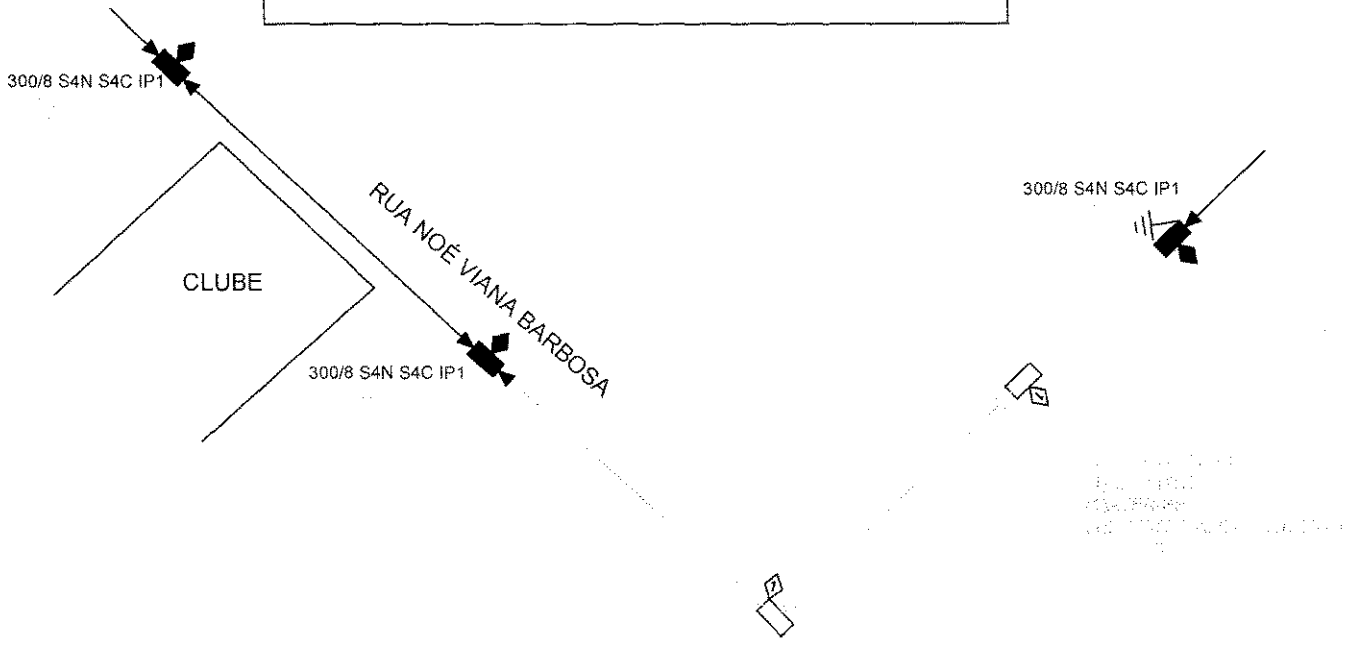 300/8 S4N S4C IP1
RUA NOÉ VIANA BARBOSA
300/8 S4N S4C IP1
CLUBE
300/8 S4N S4C IP1